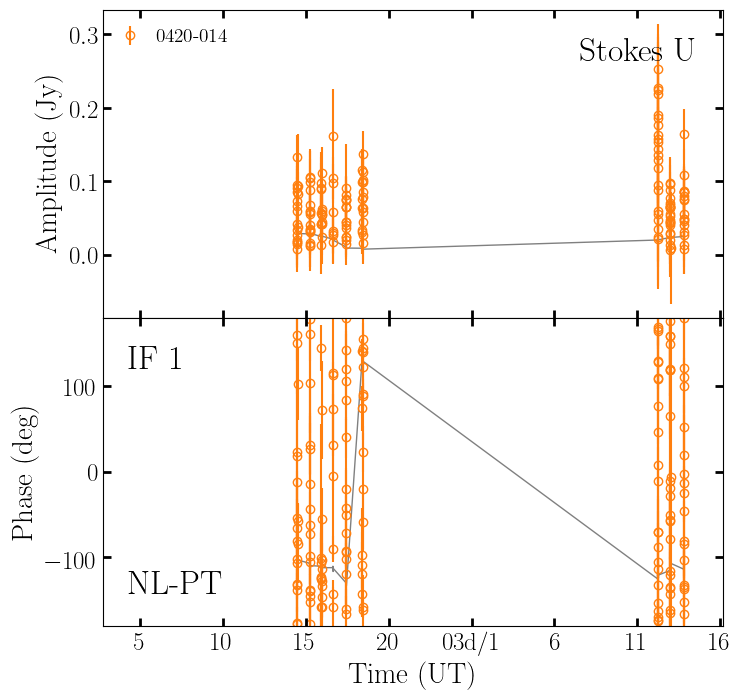 0420-014
Stokes U
0.3
0.2
0.1
0.0
Amplitude (Jy)
IF 1
100
0
−100
Phase (deg)
NL-PT
5 10 15 20 03d/1 6 11 16
Time (UT)